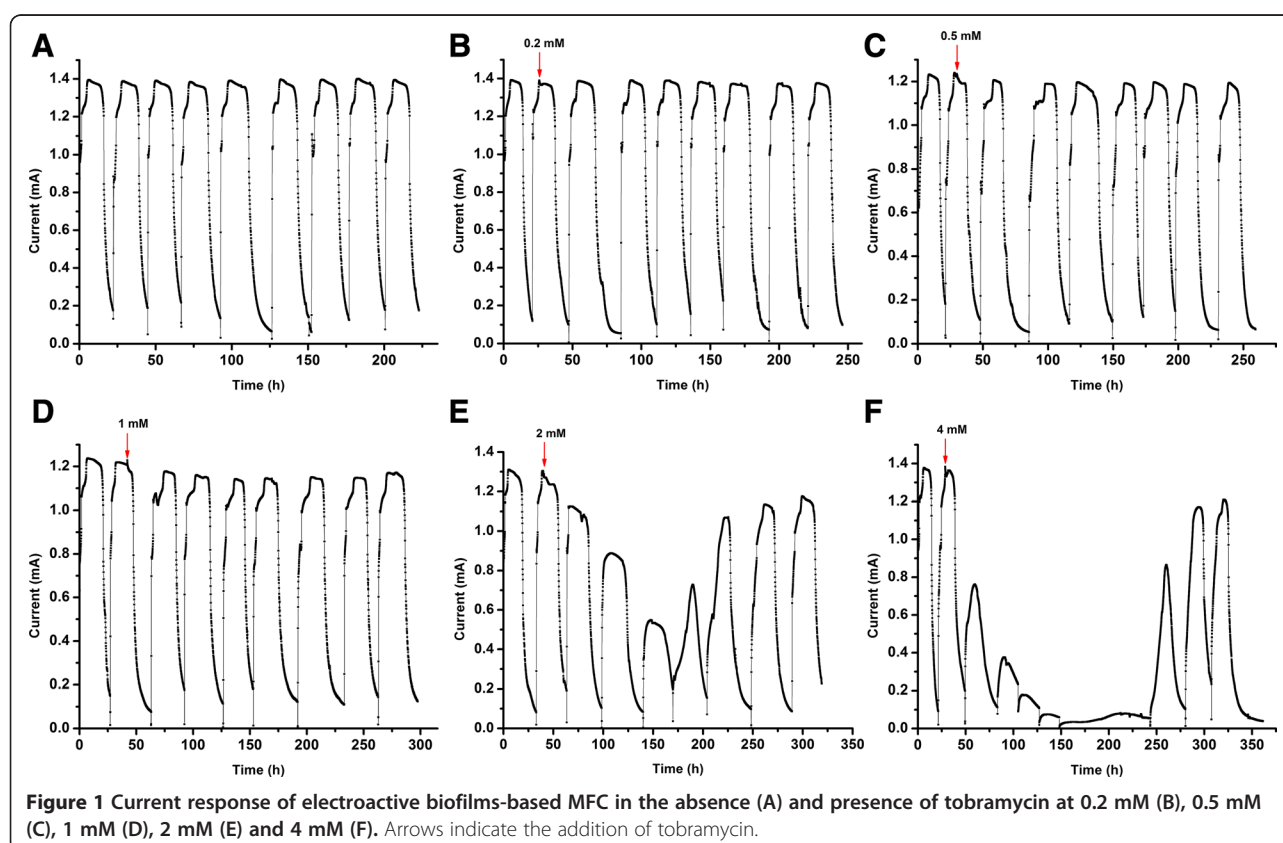 A
Current (mA)
1.4
1.2
1.0
0.8
0.6
0.4
0.2
0.0
0 50 100 150 200
Time (h)
B
0.2 mM
Current (mA)
1.4
1.2
1.0
0.8
0.6
0.4
0.2
0.0
0 50 100 150 200 250
Time (h)
C
0.5 mM
Current (mA)
1.2
1.0
0.8
0.6
0.4
0.2
0.0
0 50 100 150 200 250
Time (h)
D
1 mM
Current (mA)
1.2
1.0
0.8
0.6
0.4
0.2
0.0
0 50 100 150 200 250 300
Time (h)
E
2 mM
Current (mA)
1.4
1.2
1.0
0.8
0.6
0.4
0.2
0.0
0 50 100 150 200 250 300 350
Time (h)
F
4 mM
Current (mA)
1.4
1.2
1.0
0.8
0.6
0.4
0.2
0.0
0 50 100 150 200 250 300 350
Time (h)
Figure 1 Current response of electroactive biofilms-based MFC in the absence (A) and presence of tobramycin at 0.2 mM (B), 0.5 mM
(C), 1 mM (D), 2 mM (E) and 4 mM (F). Arrows indicate the addition of tobramycin.